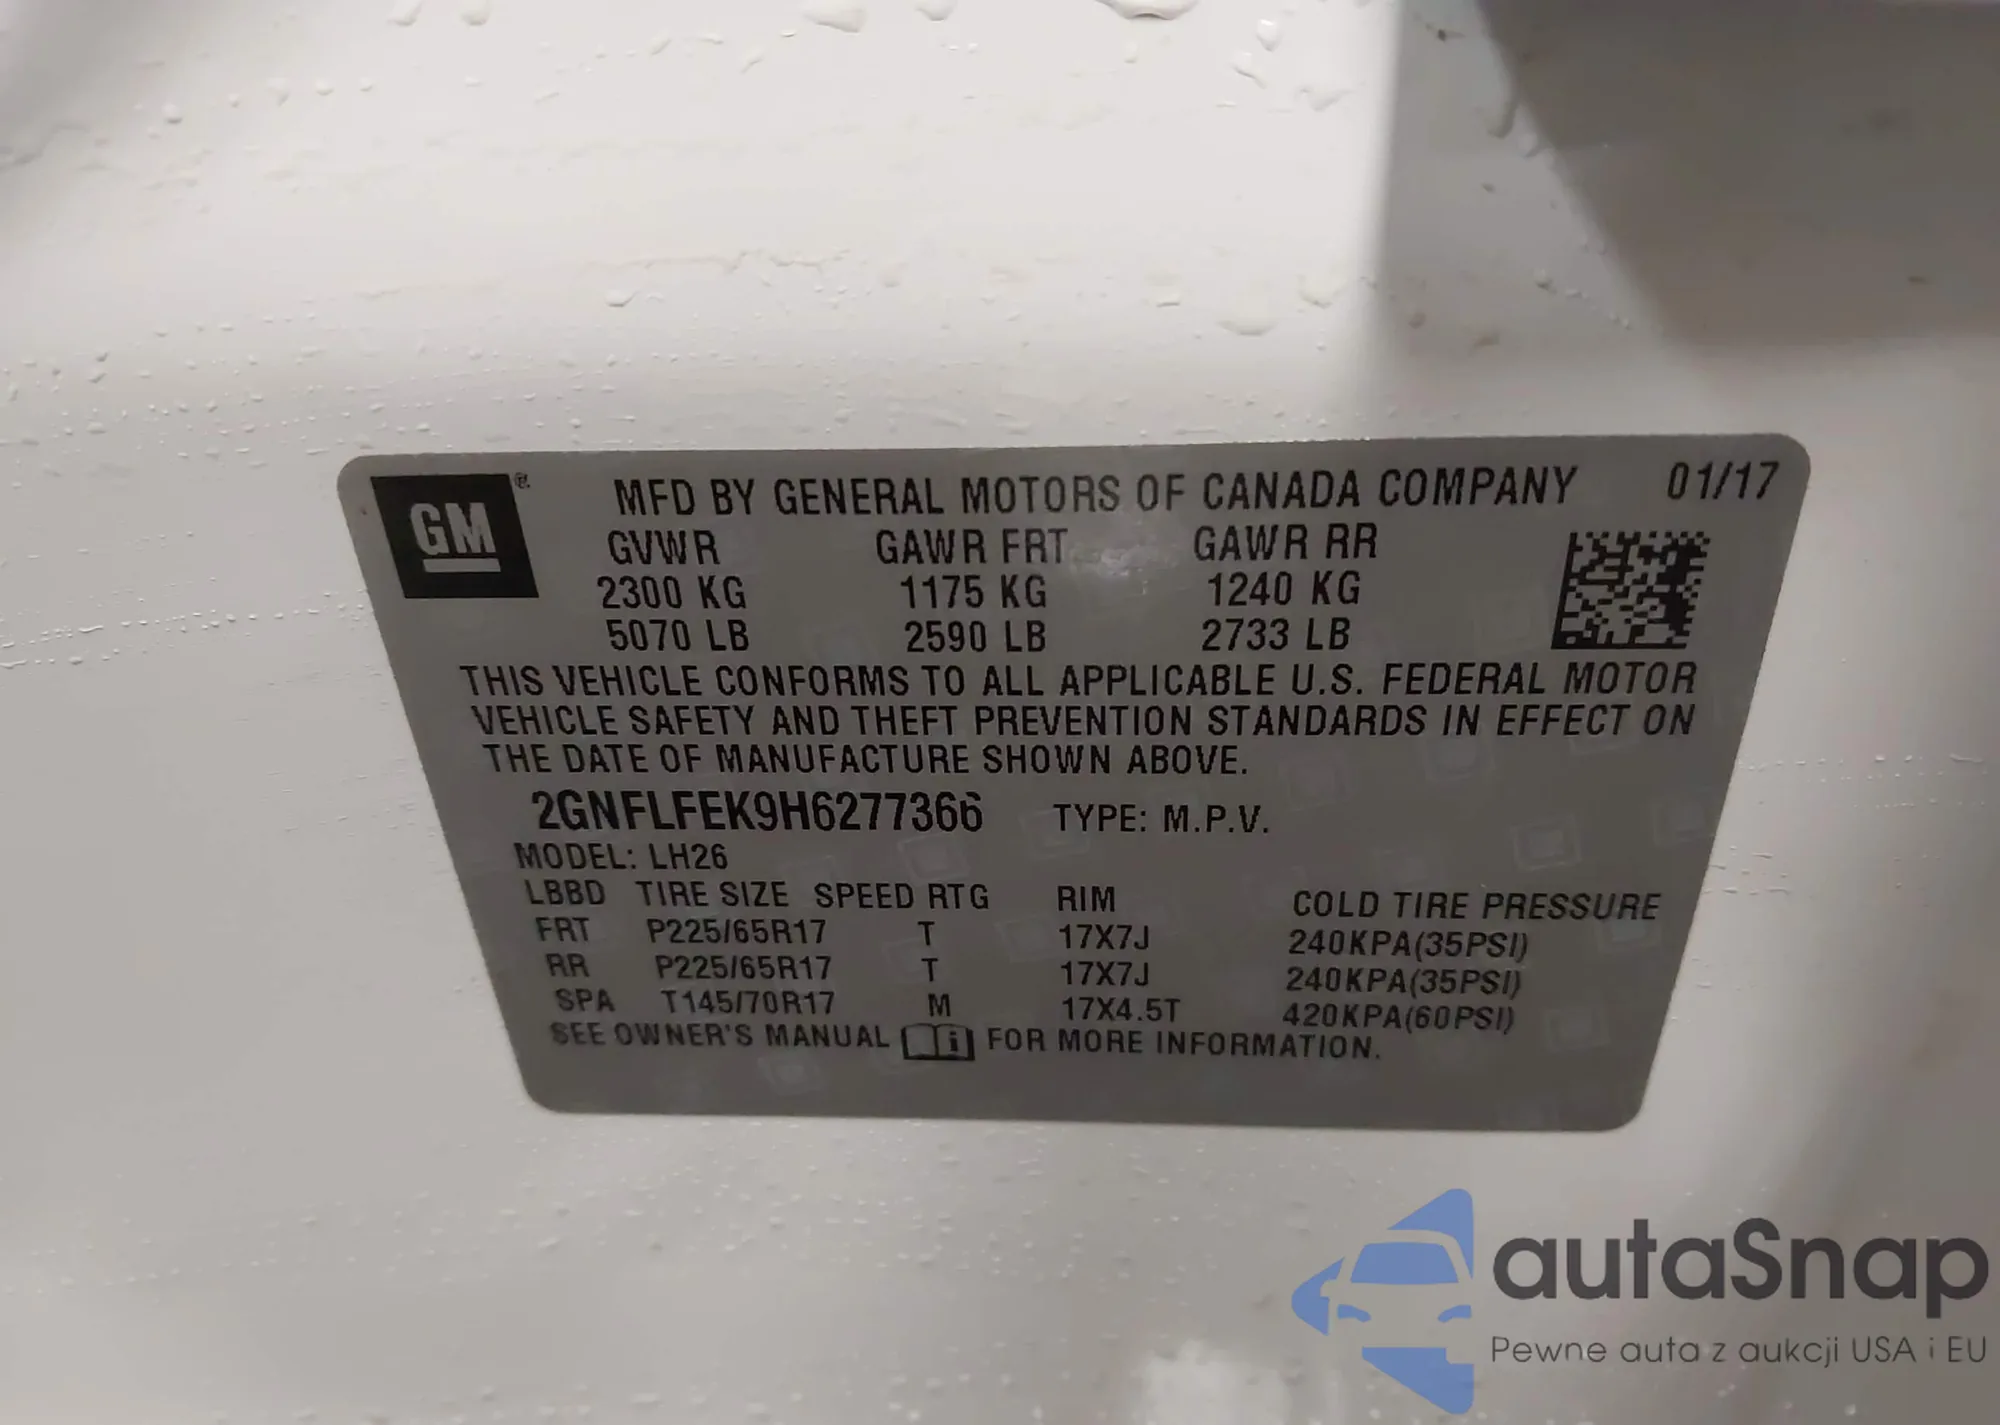 GM ® MFD BY GENERAL MOTORS OF CANADA COMPANY 01/17
GVWR GAWR FRT GAWR RR
2300 KG 1175 KG 1240 KG
5070 LB 2590 LB 2733 LB
THIS VEHICLE CONFORMS TO ALL APPLICABLE U.S. FEDERAL MOTOR
VEHICLE SAFETY AND THEFT PREVENTION STANDARDS IN EFFECT ON
THE DATE OF MANUFACTURE SHOWN ABOVE.
2GNFLFEK9H6277366 TYPE: M.P.V.
MODEL: LH26
LBBD TIRE SIZE SPEED RTG RIM COLD TIRE PRESSURE
FRT P225/65R17 T 17X7J 240KPA(35PSI)
RR P225/65R17 T 17X7J 240KPA(35PSI)
SPA T145/70R17 M 17X4.5T 420KPA(60PSI)
SEE OWNER'S MANUAL i FOR MORE INFORMATION.
autaSnap
Pewne auta z aukcji USA i EU